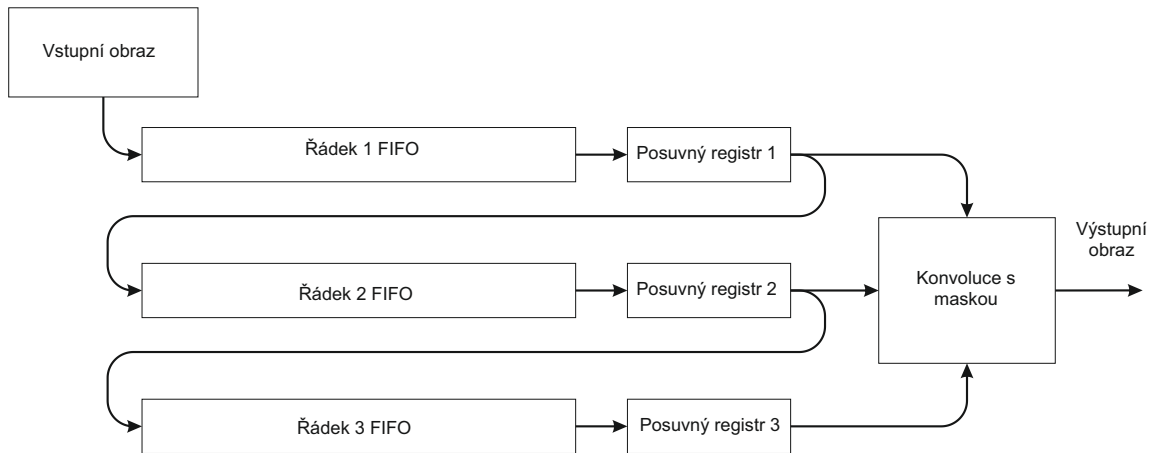 Vstupní obraz
Řádek 1 FIFO
Posuvný registr 1
Řádek 2 FIFO
Posuvný registr 2
Konvoluce s
maskou
Výstupní
obraz
Řádek 3 FIFO
Posuvný registr 3